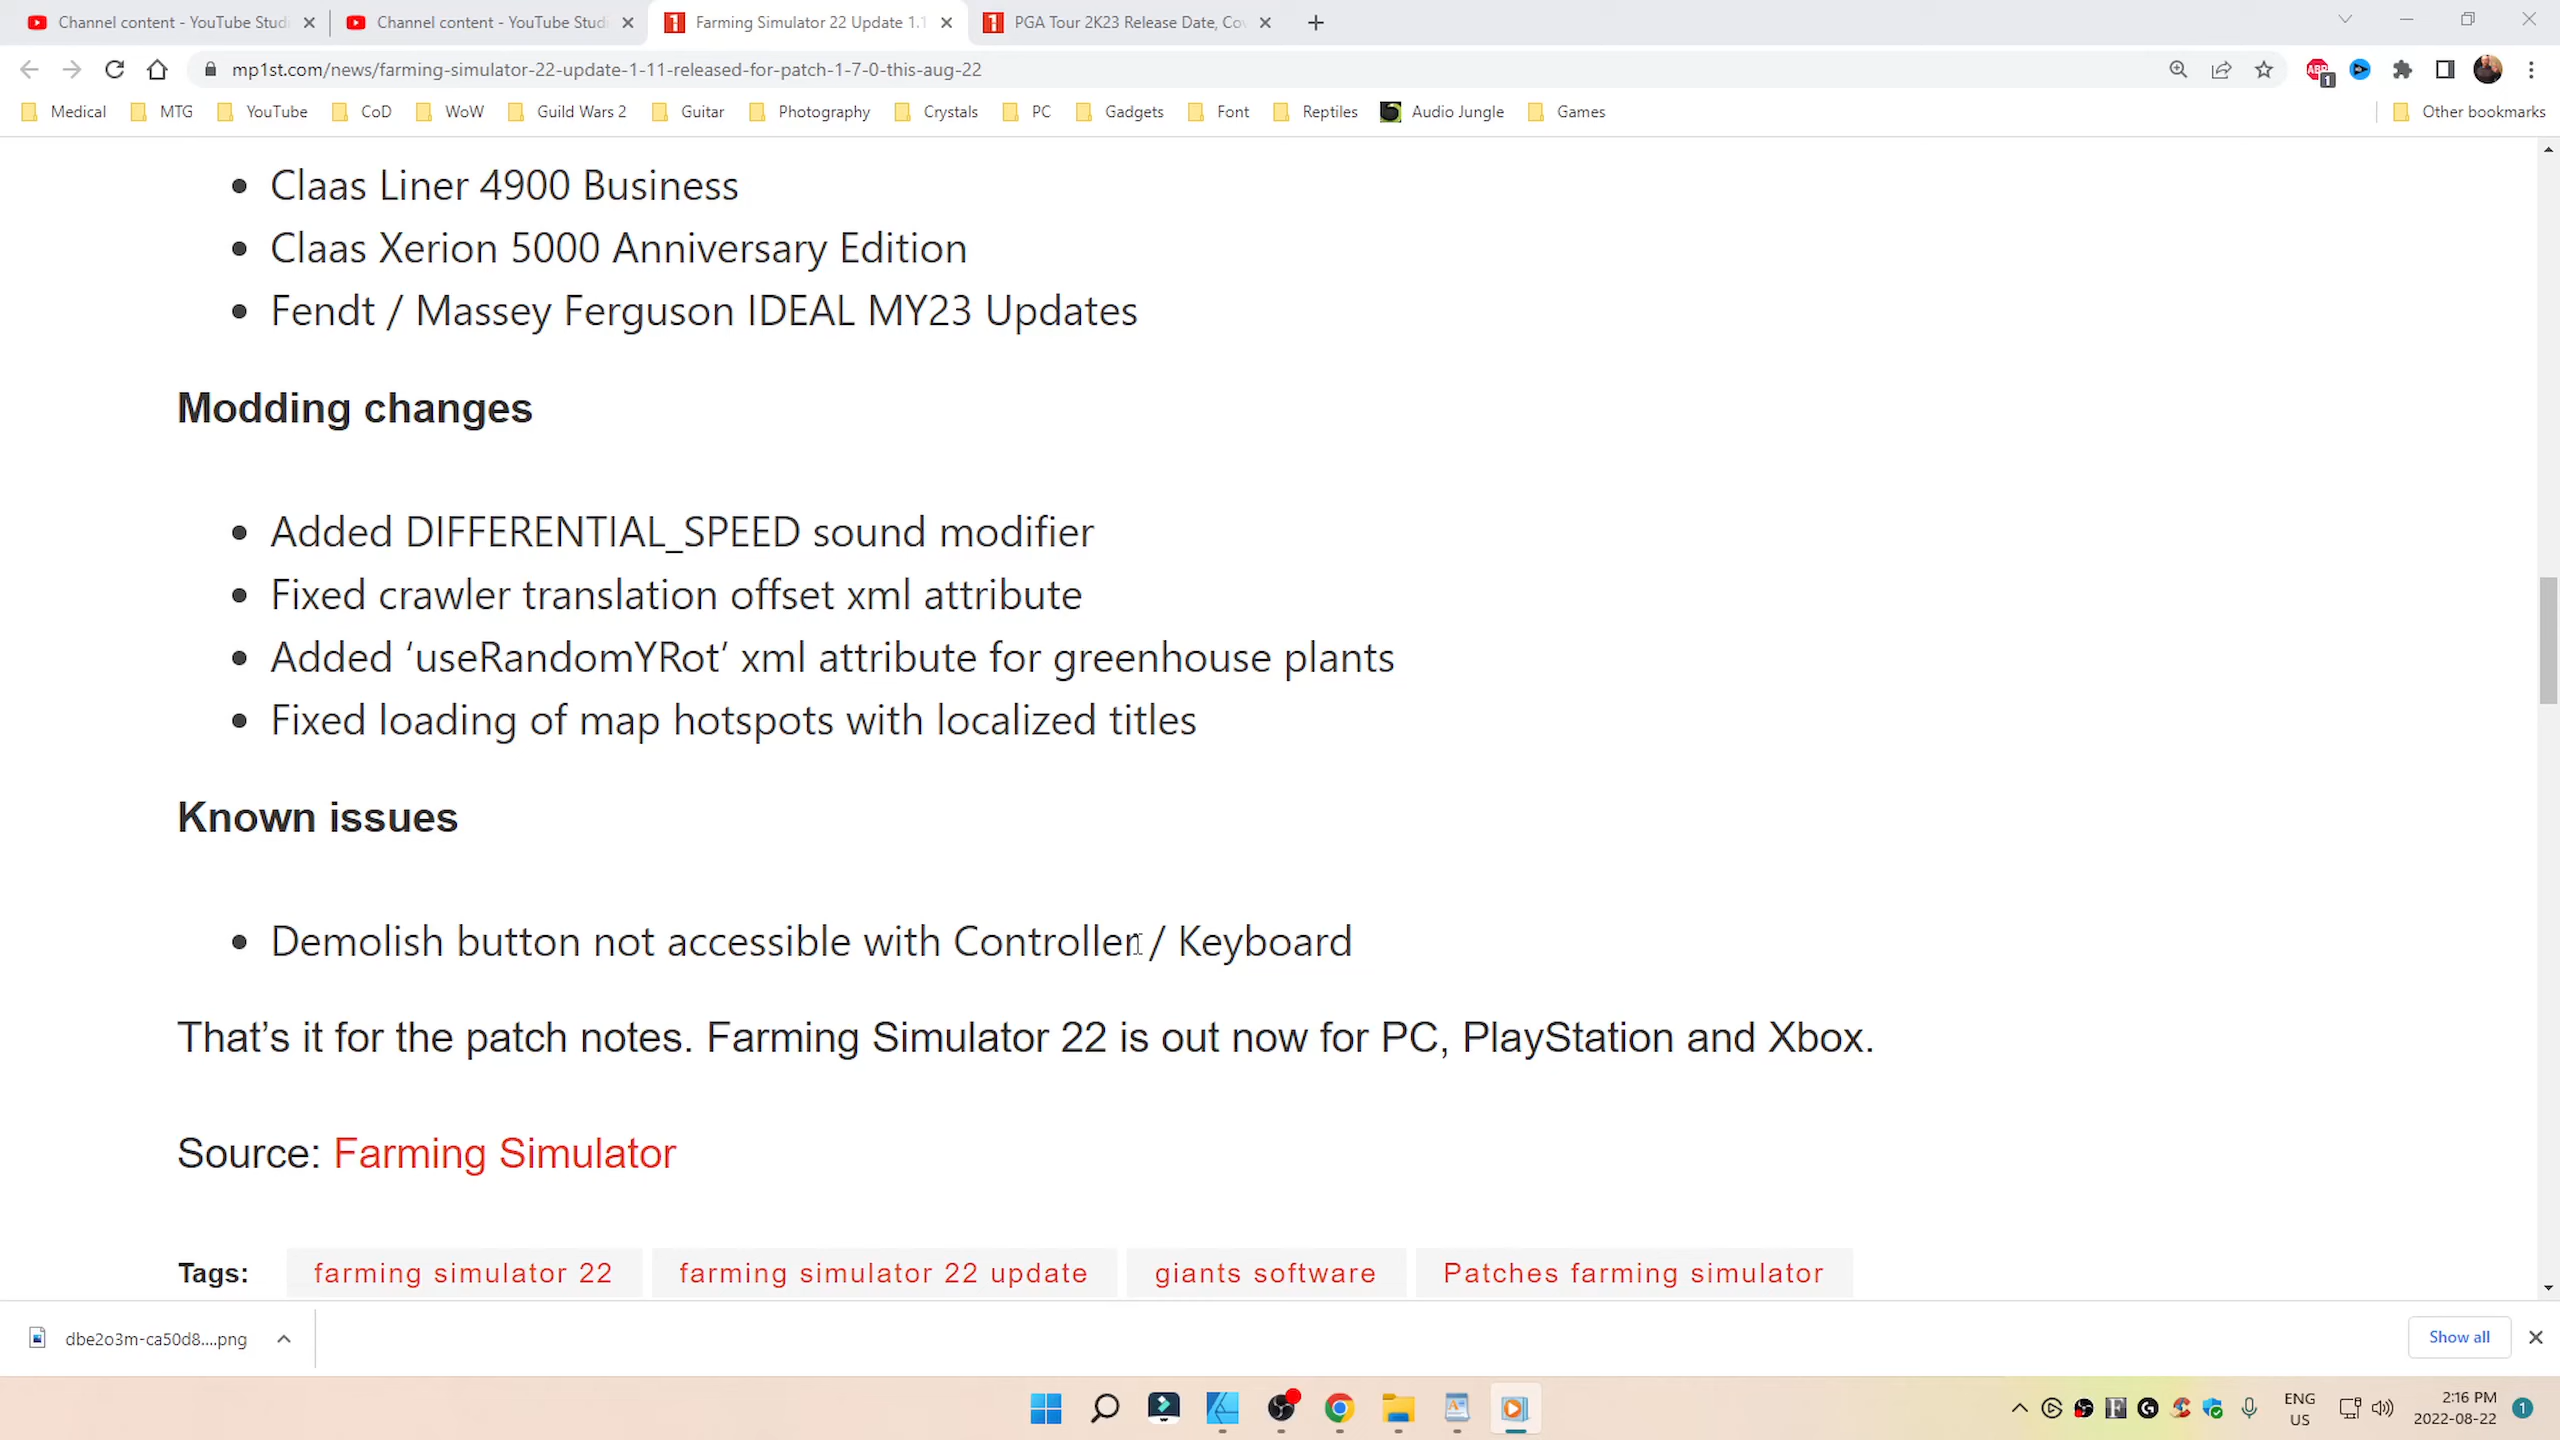 Channel content - YouTube Studi
Channel content - YouTube Studi
Farming Simulator 22 Update 1.1
PGA Tour 2K23 Release Date, Cov
mp1st.com/news/farming-simulator-22-update-1-11-released-for-patch-1-7-0-this-aug-22
ABP
1
Medical
MTG
YouTube
CoD
WoW
Guild Wars 2
Guitar
Photography
Crystals
PC
Gadgets
Font
Reptiles
Audio Jungle
Games
Other bookmarks
• Claas Liner 4900 Business
• Claas Xerion 5000 Anniversary Edition
• Fendt / Massey Ferguson IDEAL MY23 Updates
Modding changes
• Added DIFFERENTIAL_SPEED sound modifier
• Fixed crawler translation offset xml attribute
• Added ‘useRandomYRot’ xml attribute for greenhouse plants
• Fixed loading of map hotspots with localized titles
Known issues
• Demolish button not accessible with Controller / Keyboard
That’s it for the patch notes. Farming Simulator 22 is out now for PC, PlayStation and Xbox.
Source: Farming Simulator
Tags: farming simulator 22 farming simulator 22 update giants software Patches farming simulator
dbe2o3m-ca50d8....png
Show all
ENG
US
2:16 PM
2022-08-22
1